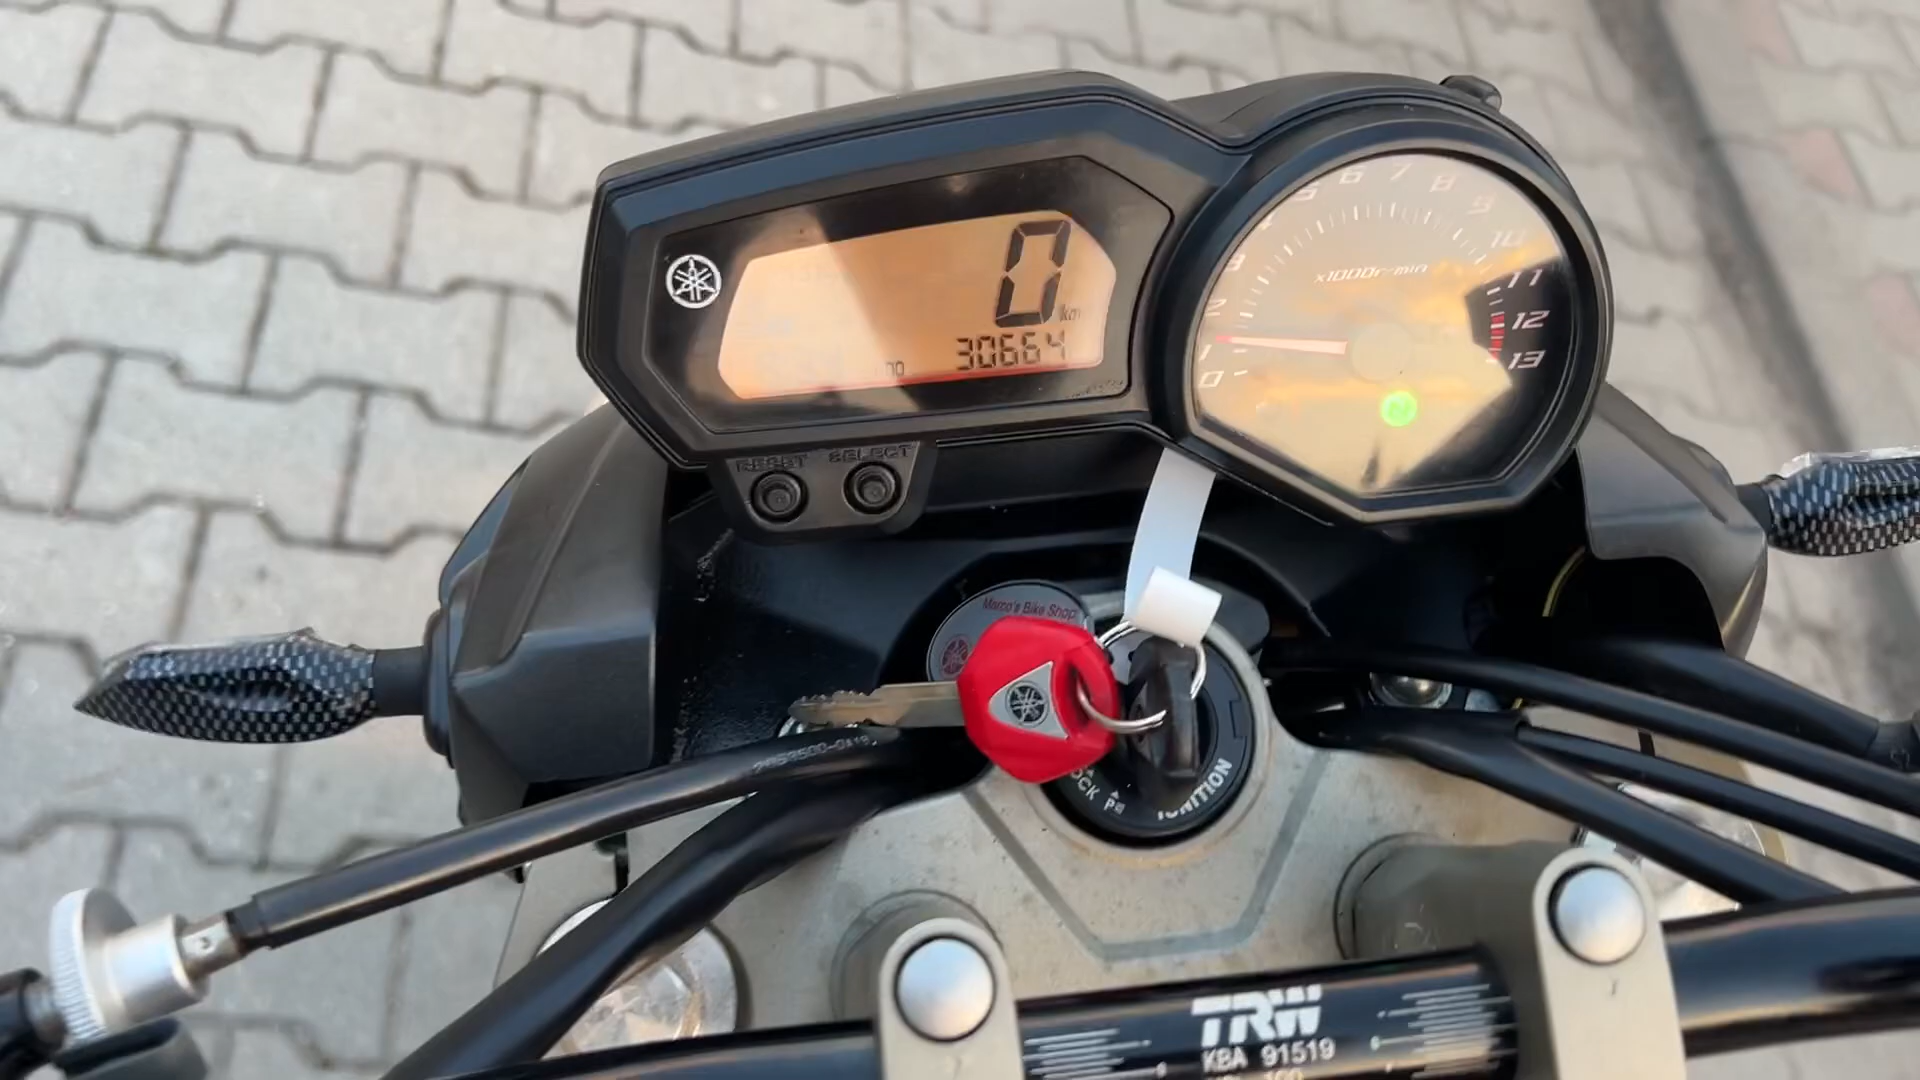 0
km
30664
RESET SELECT
0
1
2
3
4
5
6
7
8
9
10
11
12
13
x1000r/min
N
Marco's Bike Shop
LOCK
P
IGNITION
TRW
KBA 91519